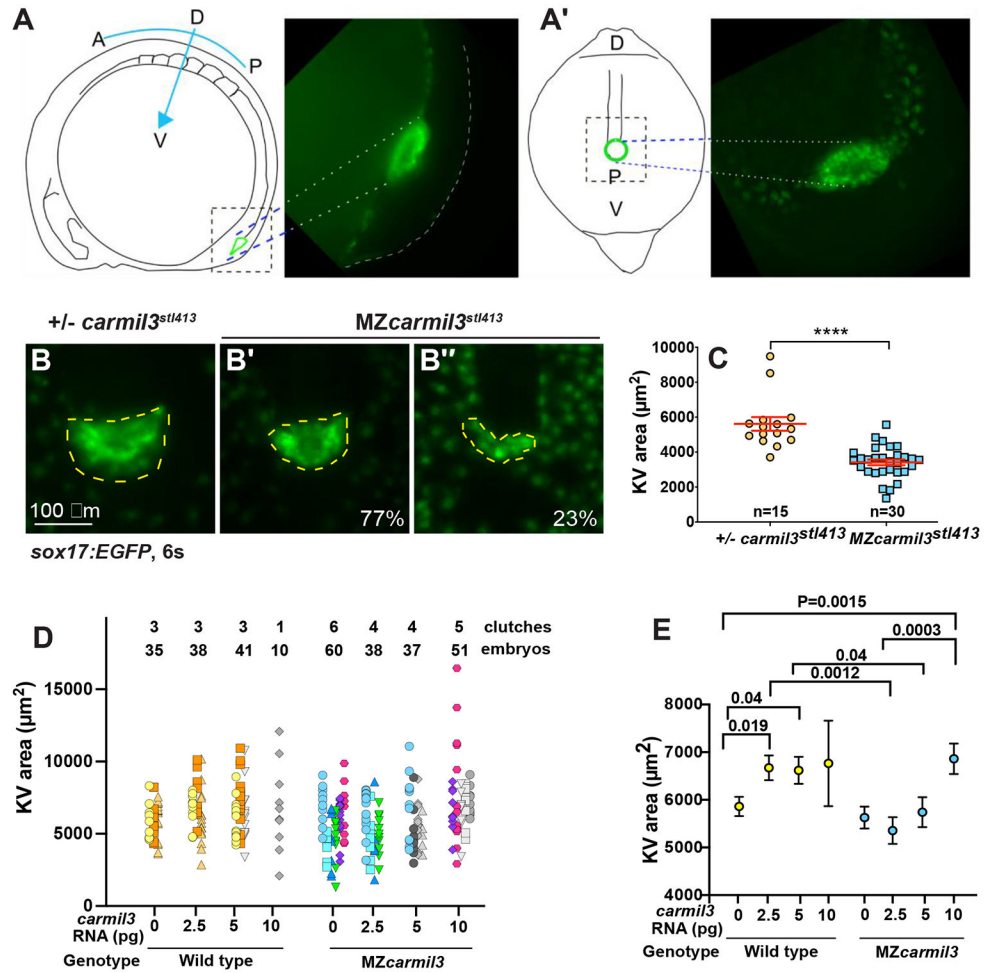 A
D
A
P
V
A'
D
P
V
+/- carmil3stl413
MZcarmil3stl413
B
B'
B''
100 □m
77%
23%
sox17:EGFP, 6s
C
****
KV area (µm2)
10000
8000
6000
4000
2000
0
n=15
n=30
+/- carmil3stl413
MZcarmil3stl413
D
3 3 3 1 6 4 4 5 clutches
35 38 41 10 60 38 37 51 embryos
KV area (µm2)
15000
10000
5000
0
carmil3 RNA (pg)
0 2.5 5 10 0 2.5 5 10
Genotype
Wild type
MZcarmil3
E
P=0.0015
0.0003
0.04
0.0012
0.04
0.019
KV area (µm2)
8000
7000
6000
5000
4000
carmil3 RNA (pg)
0 2.5 5 10 0 2.5 5 10
Genotype
Wild type
MZcarmil3